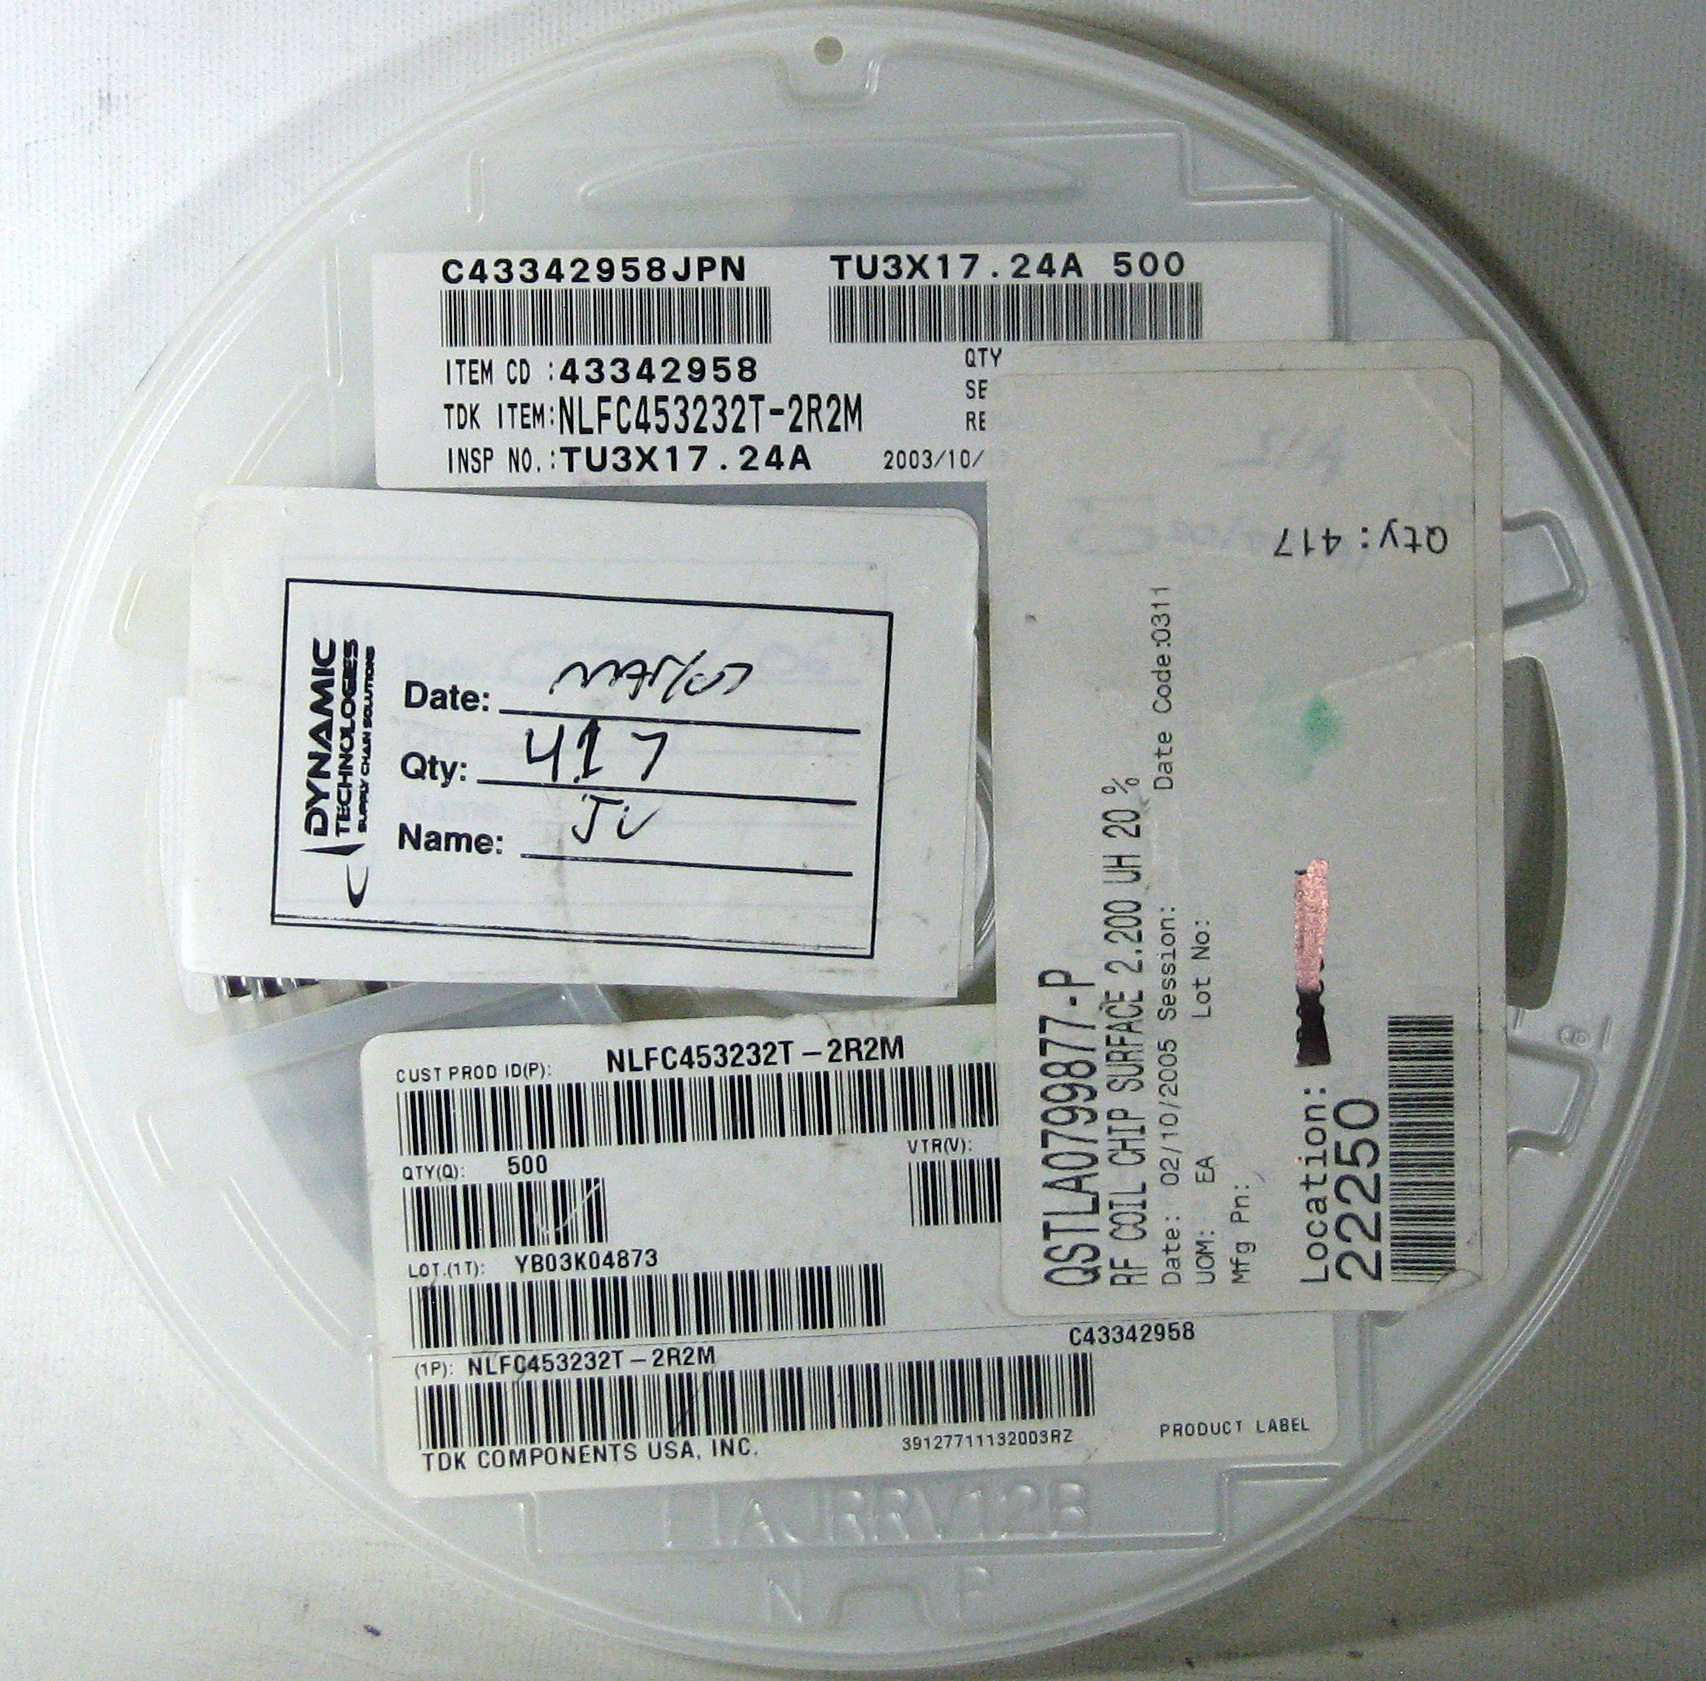 C43342958JPN TU3X17.24A 500
ITEM CD :43342958 QTY
TDK ITEM:NLFC453232T-2R2M SE
RE
INSP NO.:TU3X17.24A 2003/10/
DYNAMIC
TECHNOLOGIES
SUPPLY CHAIN SOLUTIONS
Date:
Qty: 417
Name: JV
Qty: 417
QSTLA0799877-P
RF COIL CHIP SURFACE 2.200 UH 20 %
Date: 02/10/2005 Session: Date Code:0311
UOM: EA Lot No:
Mfg Pn:
Location:
22250
CUST PROD ID(P): NLFC453232T-2R2M
QTY(Q): 500 VTR(V):
LOT.(1T): YB03K04873
C43342958
(1P): NLFC453232T-2R2M
TDK COMPONENTS USA, INC. 39127711132003RZ PRODUCT LABEL
N P